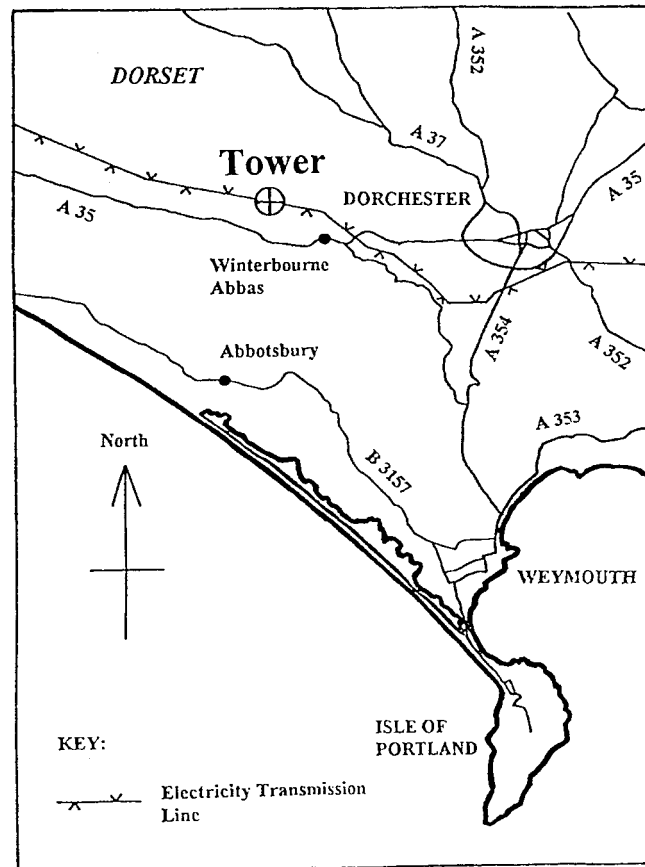 A 352
DORSET
A 37
Tower
DORCHESTER
A 35
A 35
Winterbourne
Abbas
A 354
Abbotsbury
A 352
A 353
North
B 3157
WEYMOUTH
ISLE OF
PORTLAND
KEY:
Electricity Transmission
Line